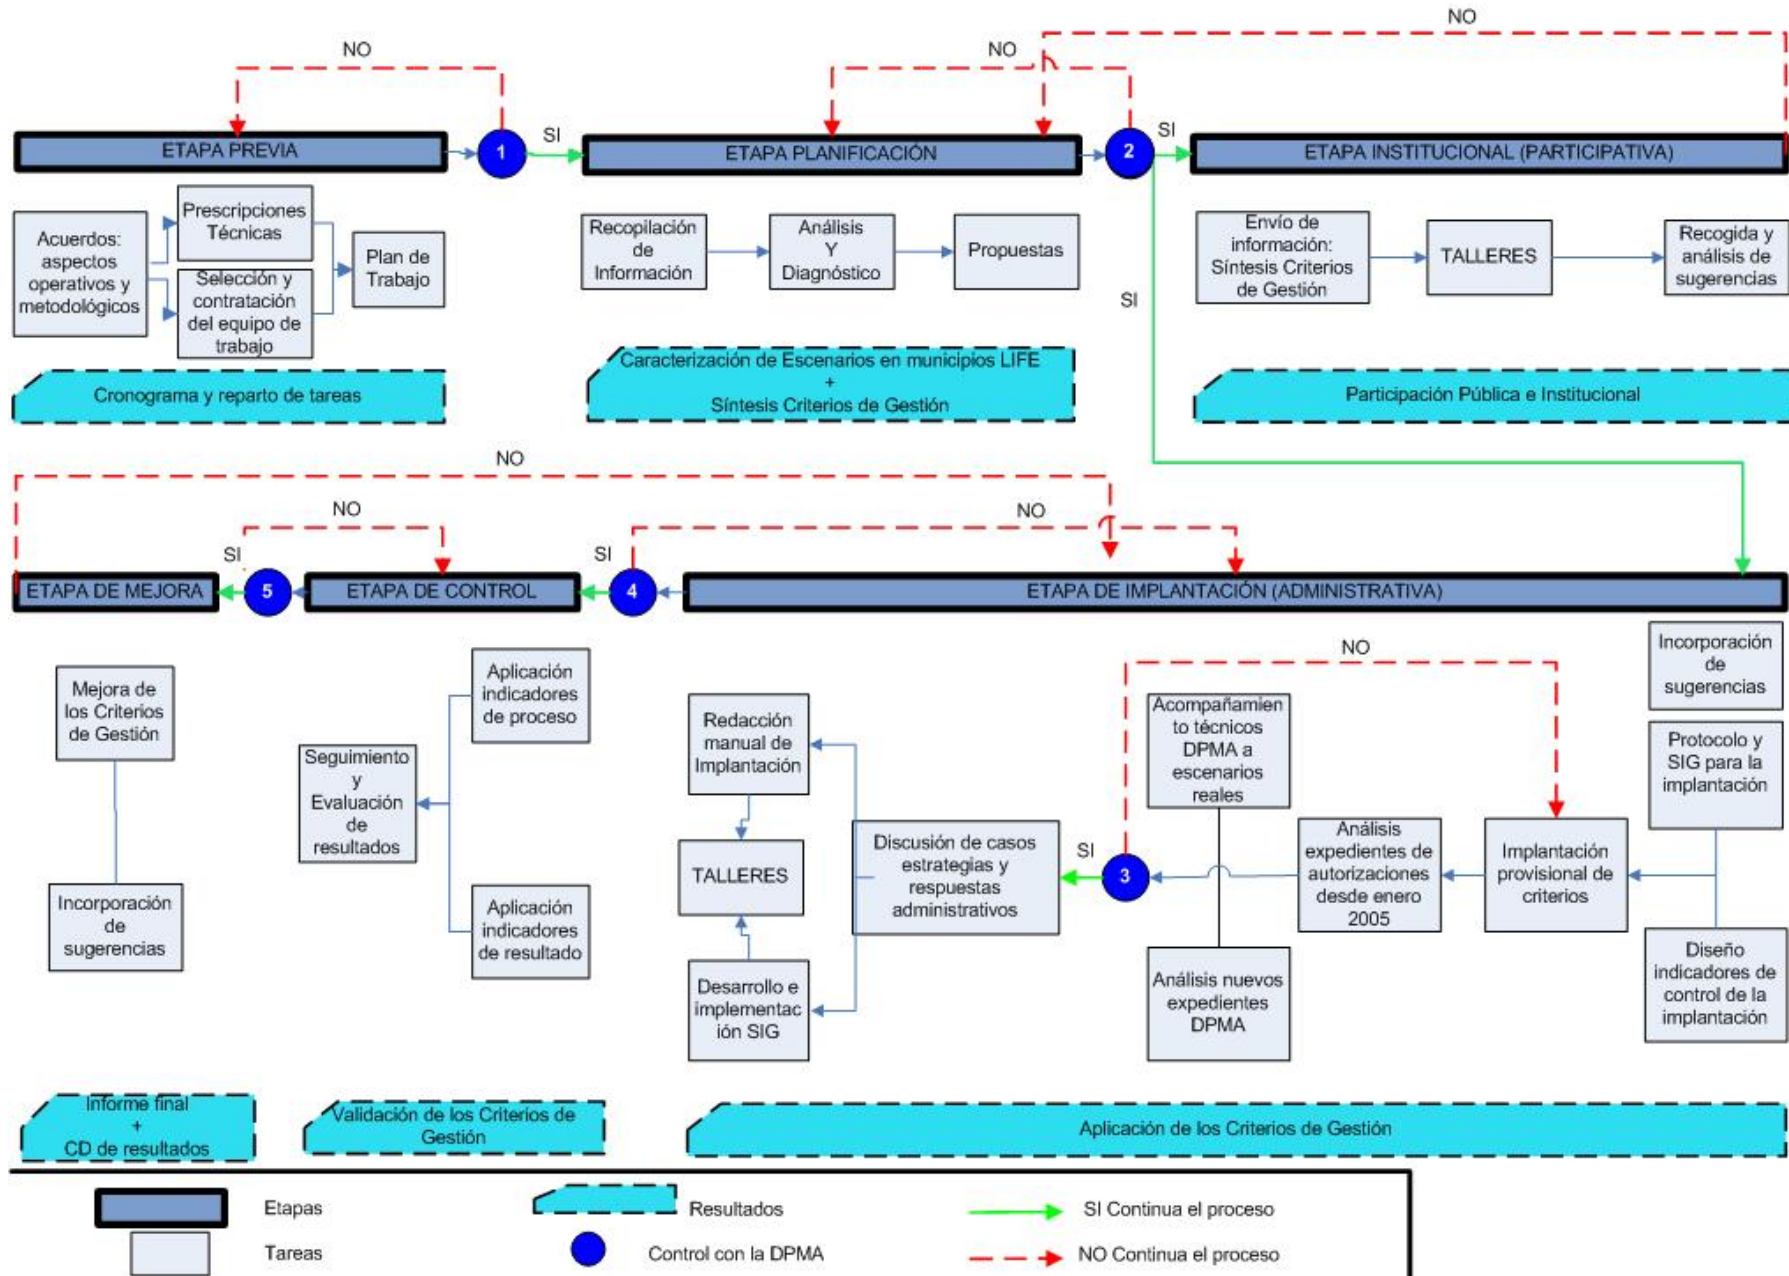 NO
NO
NO
ETAPA PREVIA
1
SI
ETAPA PLANIFICACIÓN
2
SI
ETAPA INSTITUCIONAL (PARTICIPATIVA)
Acuerdos:
aspectos
operativos y
metodológicos
Prescripciones
Técnicas
Selección y
contratación
del equipo de
trabajo
Plan de
Trabajo
Recopilación
de
Información
Análisis
Y
Diagnóstico
Propuestas
SI
Envío de
información:
Síntesis Criterios
de Gestión
TALLERES
Recogida y
análisis de
sugerencias
Cronograma y reparto de tareas
Caracterización de Escenarios en municipios LIFE
+
Síntesis Criterios de Gestión
Participación Pública e Institucional
NO
NO
NO
ETAPA DE MEJORA
SI
5
ETAPA DE CONTROL
SI
4
ETAPA DE IMPLANTACIÓN (ADMINISTRATIVA)
Mejora de
los Criterios
de Gestión
Incorporación
de
sugerencias
Seguimiento
y
Evaluación
de
resultados
Aplicación
indicadores
de proceso
Aplicación
indicadores
de resultado
Redacción
manual de
Implantación
TALLERES
Desarrollo e
implementac
ión SIG
Discusión de casos
estrategias y
respuestas
administrativos
SI
3
NO
Acompañamien
to técnicos
DPMA a
escenarios
reales
Análisis nuevos
expedientes
DPMA
Análisis
expedientes de
autorizaciones
desde enero
2005
Implantación
provisional de
criterios
Incorporación
de
sugerencias
Protocolo y
SIG para la
implantación
Diseño
indicadores de
control de la
implantación
Informe final
+
CD de resultados
Validación de los Criterios de
Gestión
Aplicación de los Criterios de Gestión
Etapas
Resultados
SI Continua el proceso
Tareas
Control con la DPMA
NO Continua el proceso